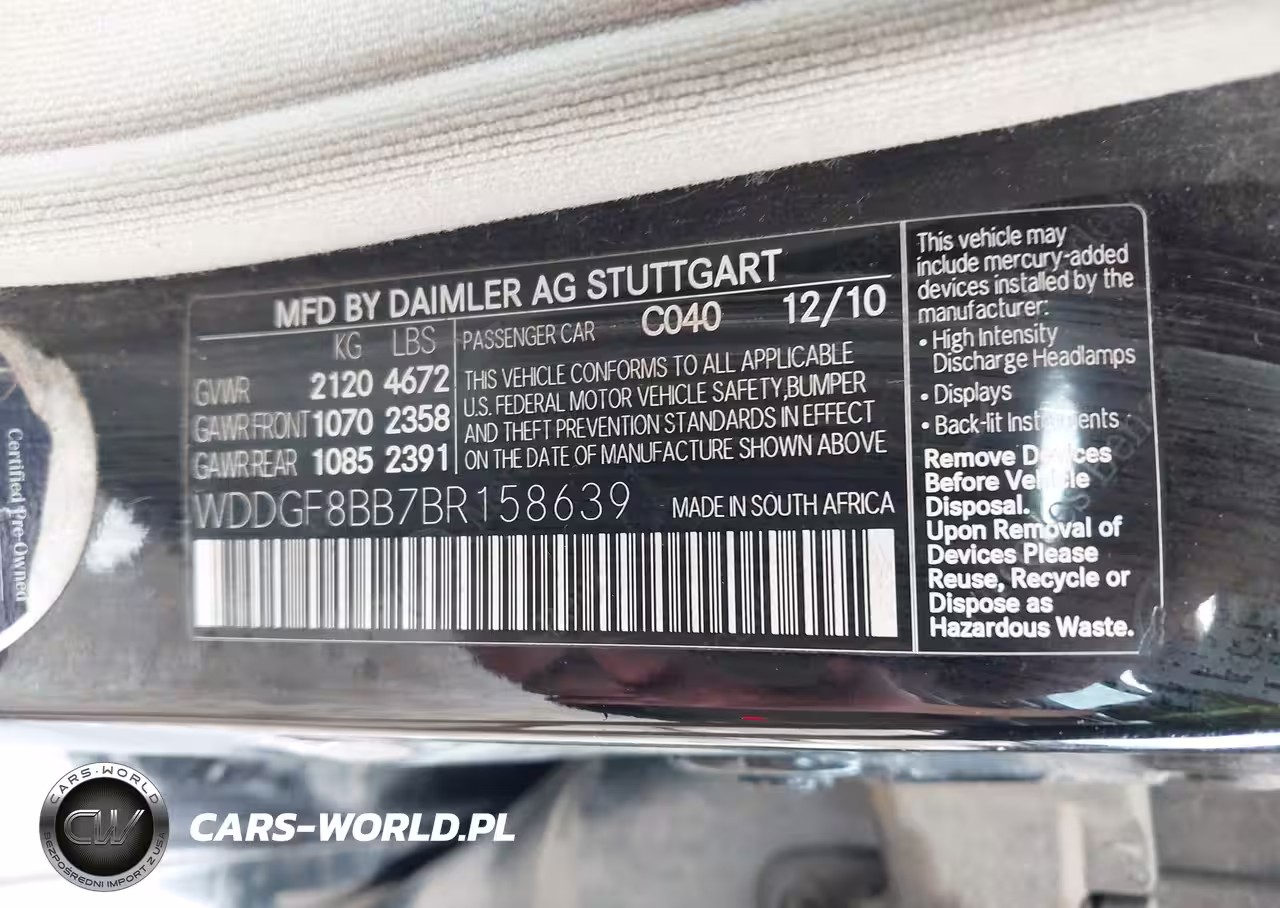 MFD BY DAIMLER AG STUTTGART
KG LBS
GVWR 2120 4672
GAWR FRONT 1070 2358
GAWR REAR 1085 2391
PASSENGER CAR C040 12/10
THIS VEHICLE CONFORMS TO ALL APPLICABLE
U.S. FEDERAL MOTOR VEHICLE SAFETY,BUMPER
AND THEFT PREVENTION STANDARDS IN EFFECT
ON THE DATE OF MANUFACTURE SHOWN ABOVE
WDDGF8BB7BR158639 MADE IN SOUTH AFRICA
This vehicle may
include mercury-added
devices installed by the
manufacturer:
• High Intensity
Discharge Headlamps
• Displays
• Back-lit Instruments
Remove Devices
Before Vehicle
Disposal.
Upon Removal of
Devices Please
Reuse, Recycle or
Dispose as
Hazardous Waste.
Certified Pre-Owned
CARS-WORLD
CW
BEZPOŚREDNI IMPORT Z USA
CARS-WORLD.PL